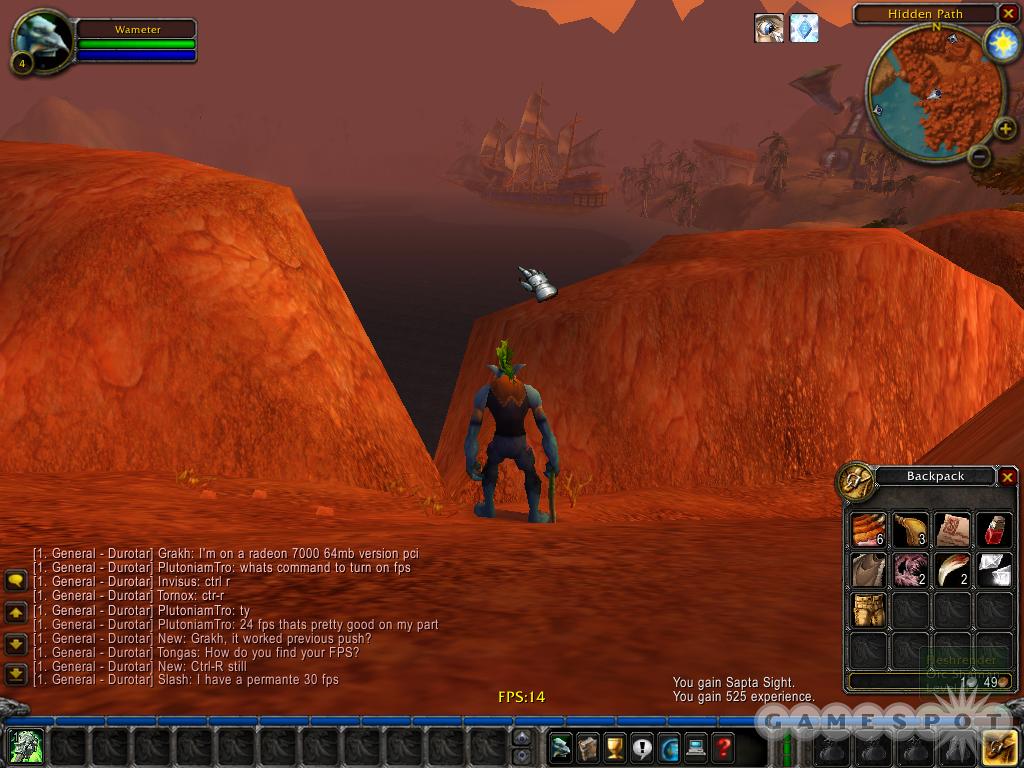 Wameter
4
Hidden Path
N
Backpack
6
3
2
2
[1. General - Durotar] Grakh: I'm on a radeon 7000 64mb version pci
[1. General - Durotar] PlutoniamTro: whats command to turn on fps
[1. General - Durotar] Invisus: ctrl r
[1. General - Durotar] Tornox: ctr-r
[1. General - Durotar] PlutoniamTro: ty
[1. General - Durotar] PlutoniamTro: 24 fps thats pretty good on my part
[1. General - Durotar] New: Grakh, it worked previous push?
[1. General - Durotar] Tongas: How do you find your FPS?
[1. General - Durotar] New: Ctrl-R still
[1. General - Durotar] Slash: I have a permante 30 fps
Fleshrender
1 49
You gain Sapta Sight.
You gain 525 experience.
FPS:14
GAMESPOT
1